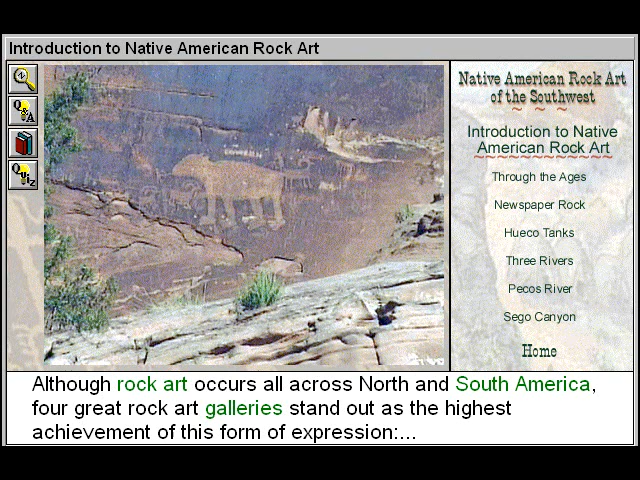 Introduction to Native American Rock Art
Q&A
Quiz
Native American Rock Art
of the Southwest
Introduction to Native
American Rock Art
Through the Ages
Newspaper Rock
Hueco Tanks
Three Rivers
Pecos River
Sego Canyon
Home
Although rock art occurs all across North and South America,
four great rock art galleries stand out as the highest
achievement of this form of expression:...